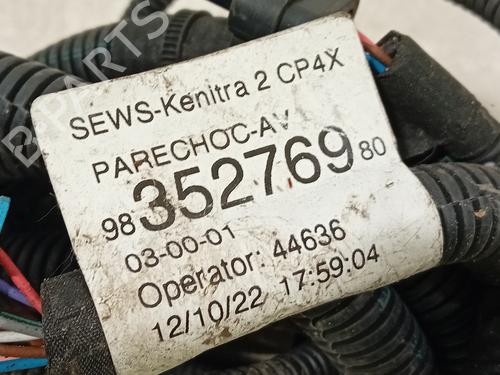 B-PARTS
SEWS-Kenitra 2 CP4X
PARECHOC-AV
98 352769 80
03-00-01
Operator: 44636
12/10/22 17:59:04